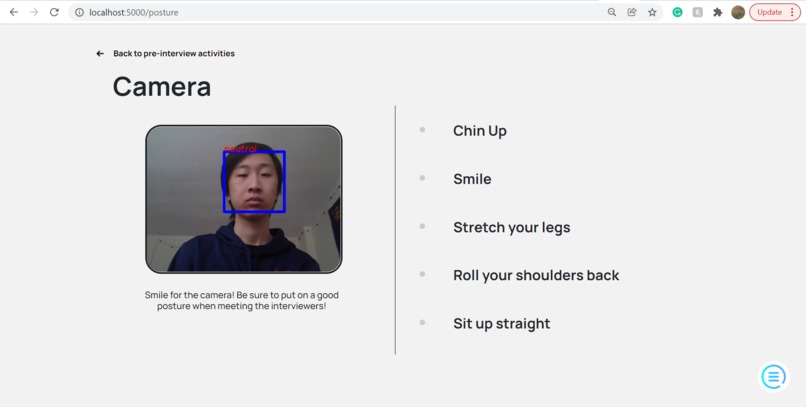 localhost:5000/posture
Update
Back to pre-interview activities
Camera
neutral
Smile for the camera! Be sure to put on a good
posture when meeting the interviewers!
Chin Up
Smile
Stretch your legs
Roll your shoulders back
Sit up straight